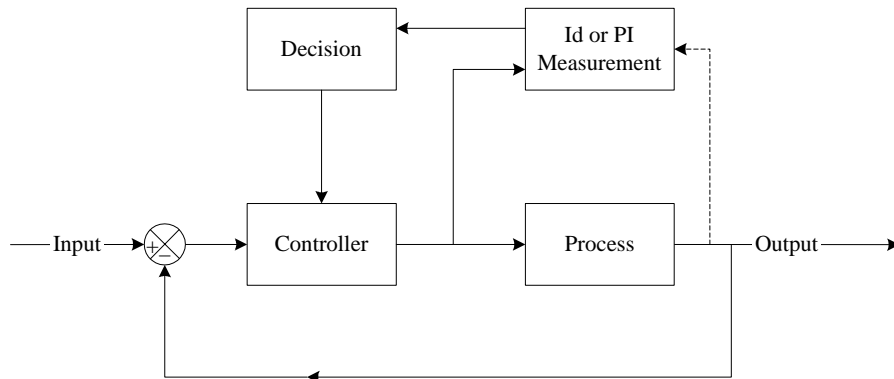 Decision
Id or PI
Measurement
Input
+
−
Controller
Process
Output